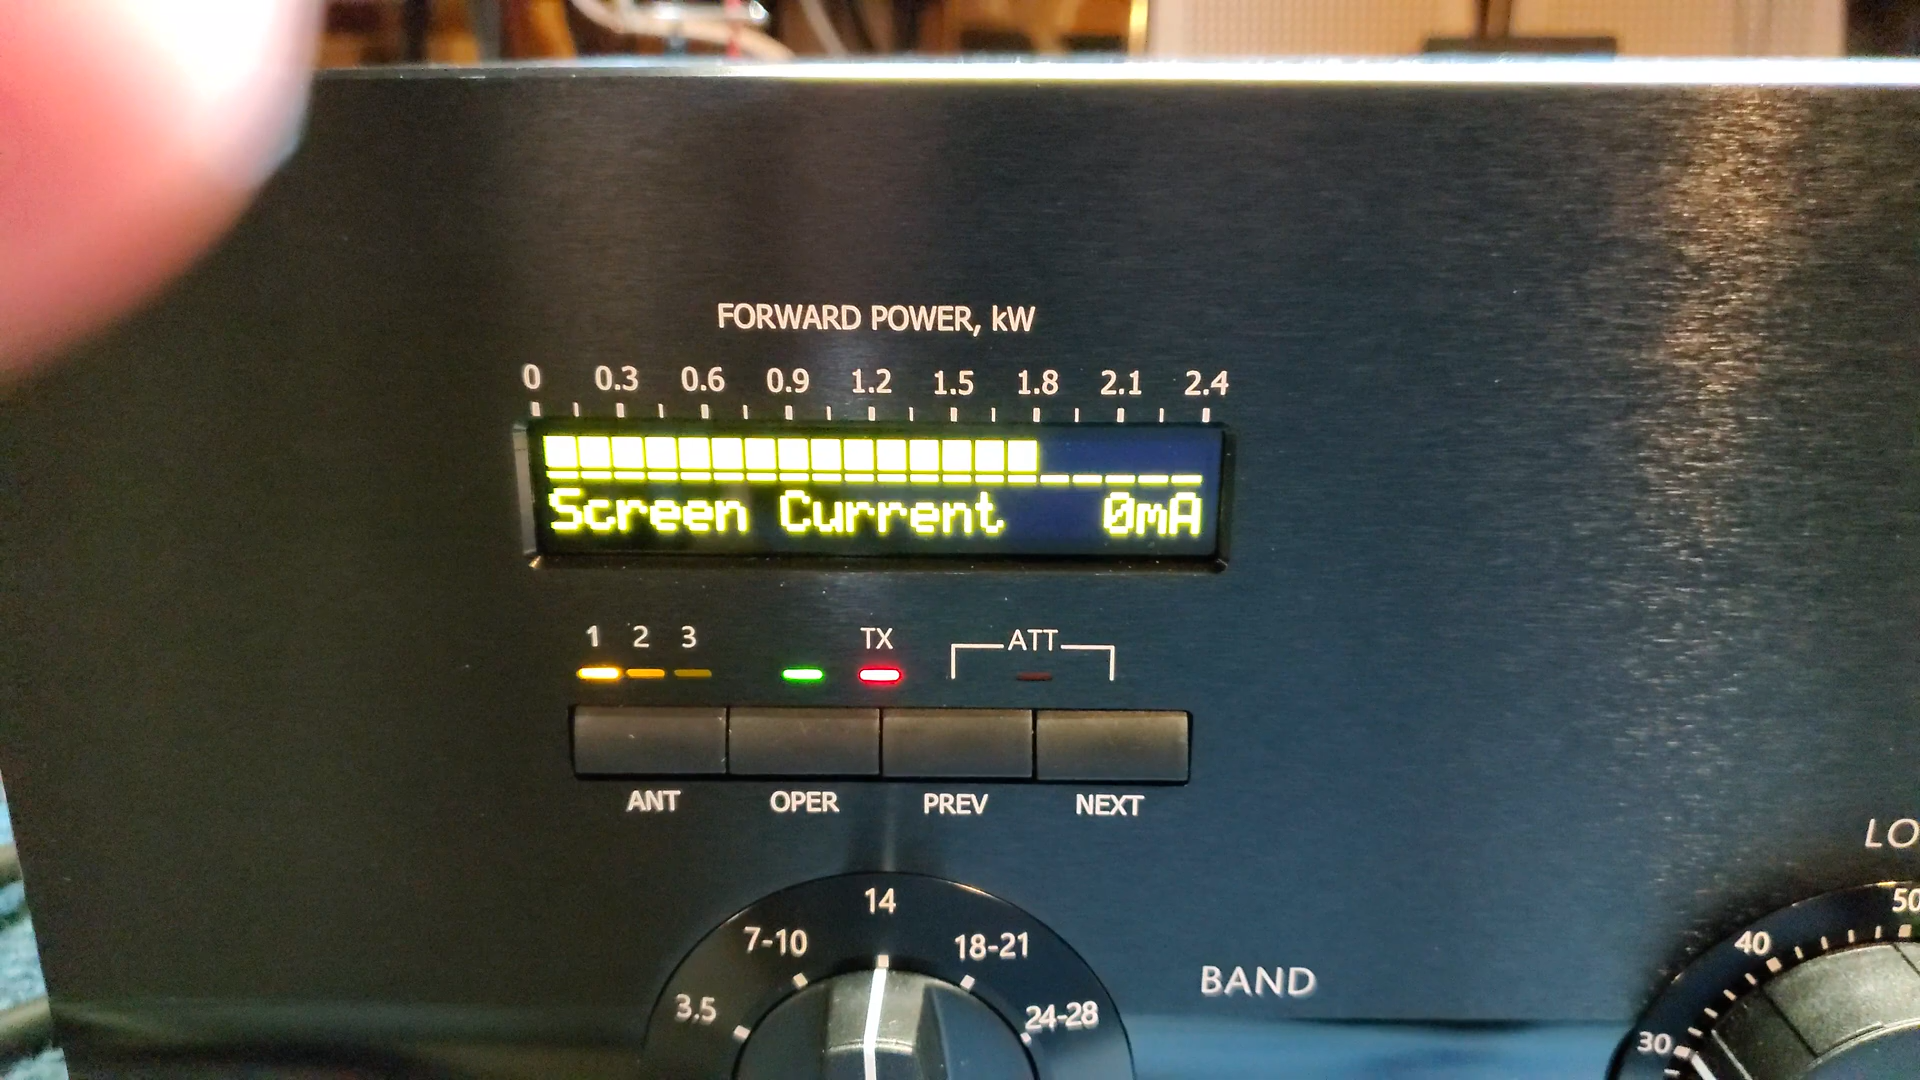 FORWARD POWER, kW
0 0.3 0.6 0.9 1.2 1.5 1.8 2.1 2.4
Screen Current 0mA
1 2 3 TX ATT
ANT OPER PREV NEXT
14
7-10 18-21
3.5 24-28
BAND
LO
50
40
30